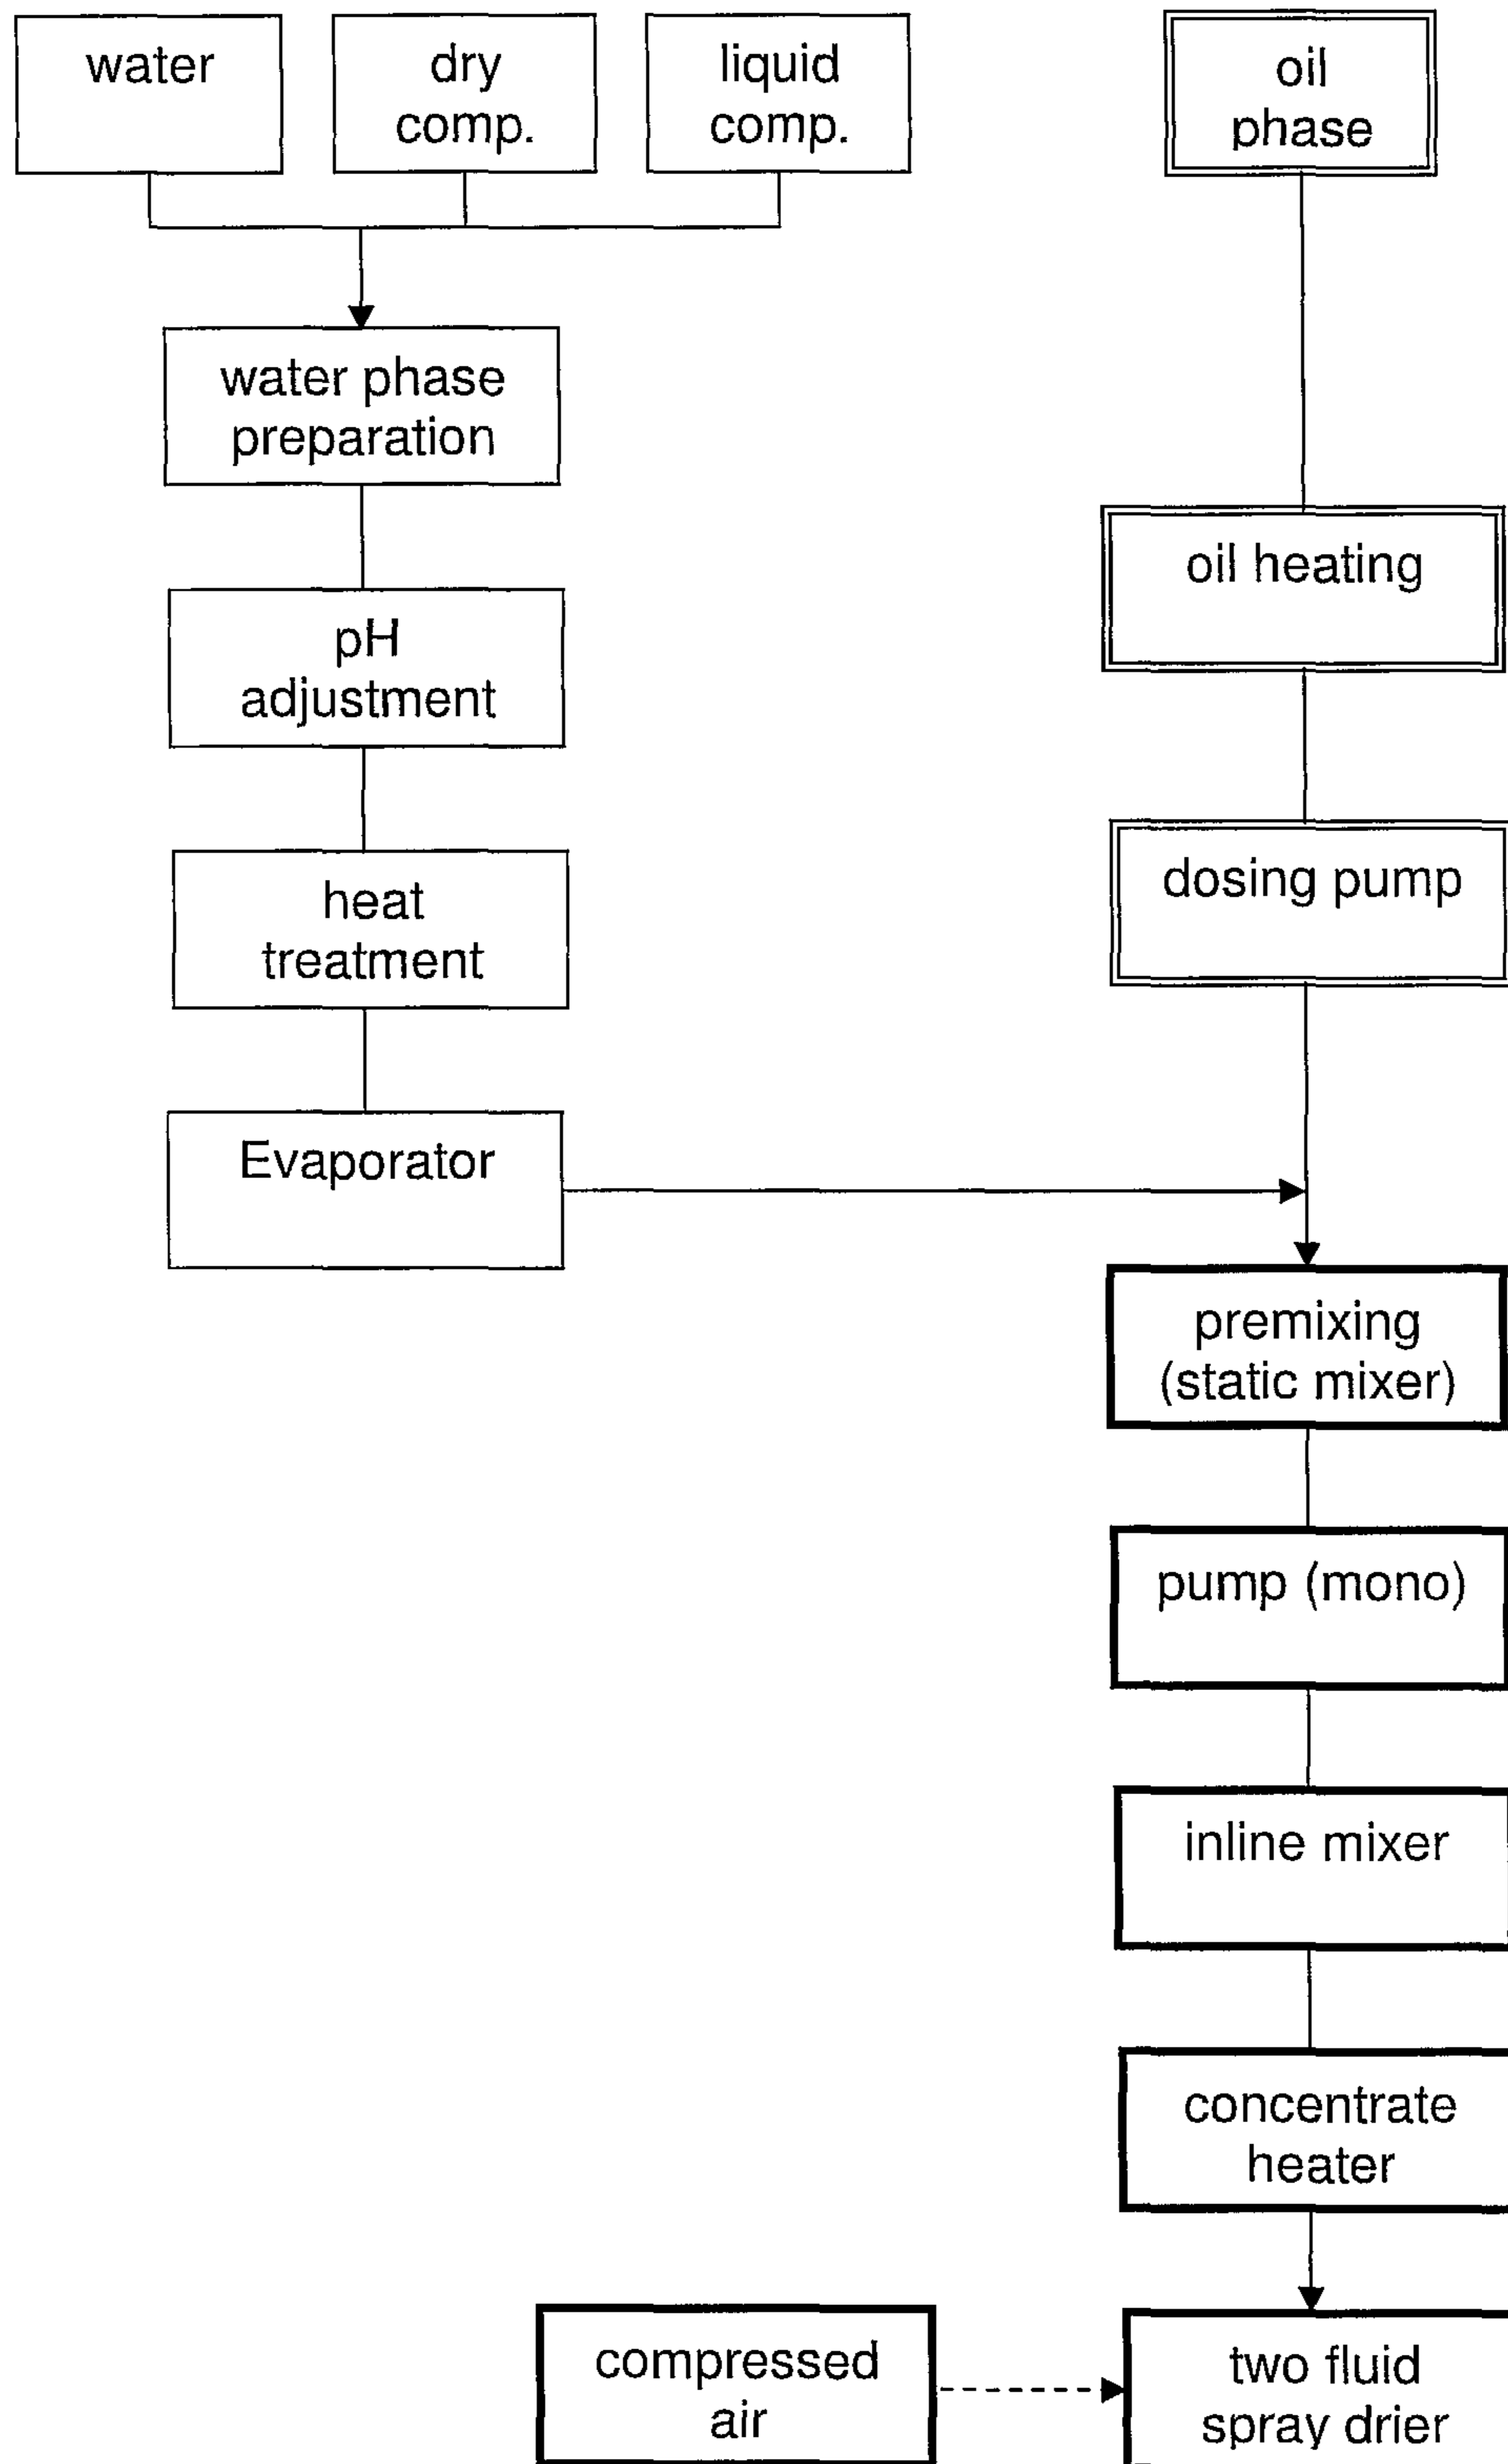 water
dry
comp.
liquid
comp.
oil
phase
water phase
preparation
oil heating
pH
adjustment
dosing pump
heat
treatment
Evaporator
premixing
(static mixer)
pump (mono)
inline mixer
concentrate
heater
compressed
air
two fluid
spray drier